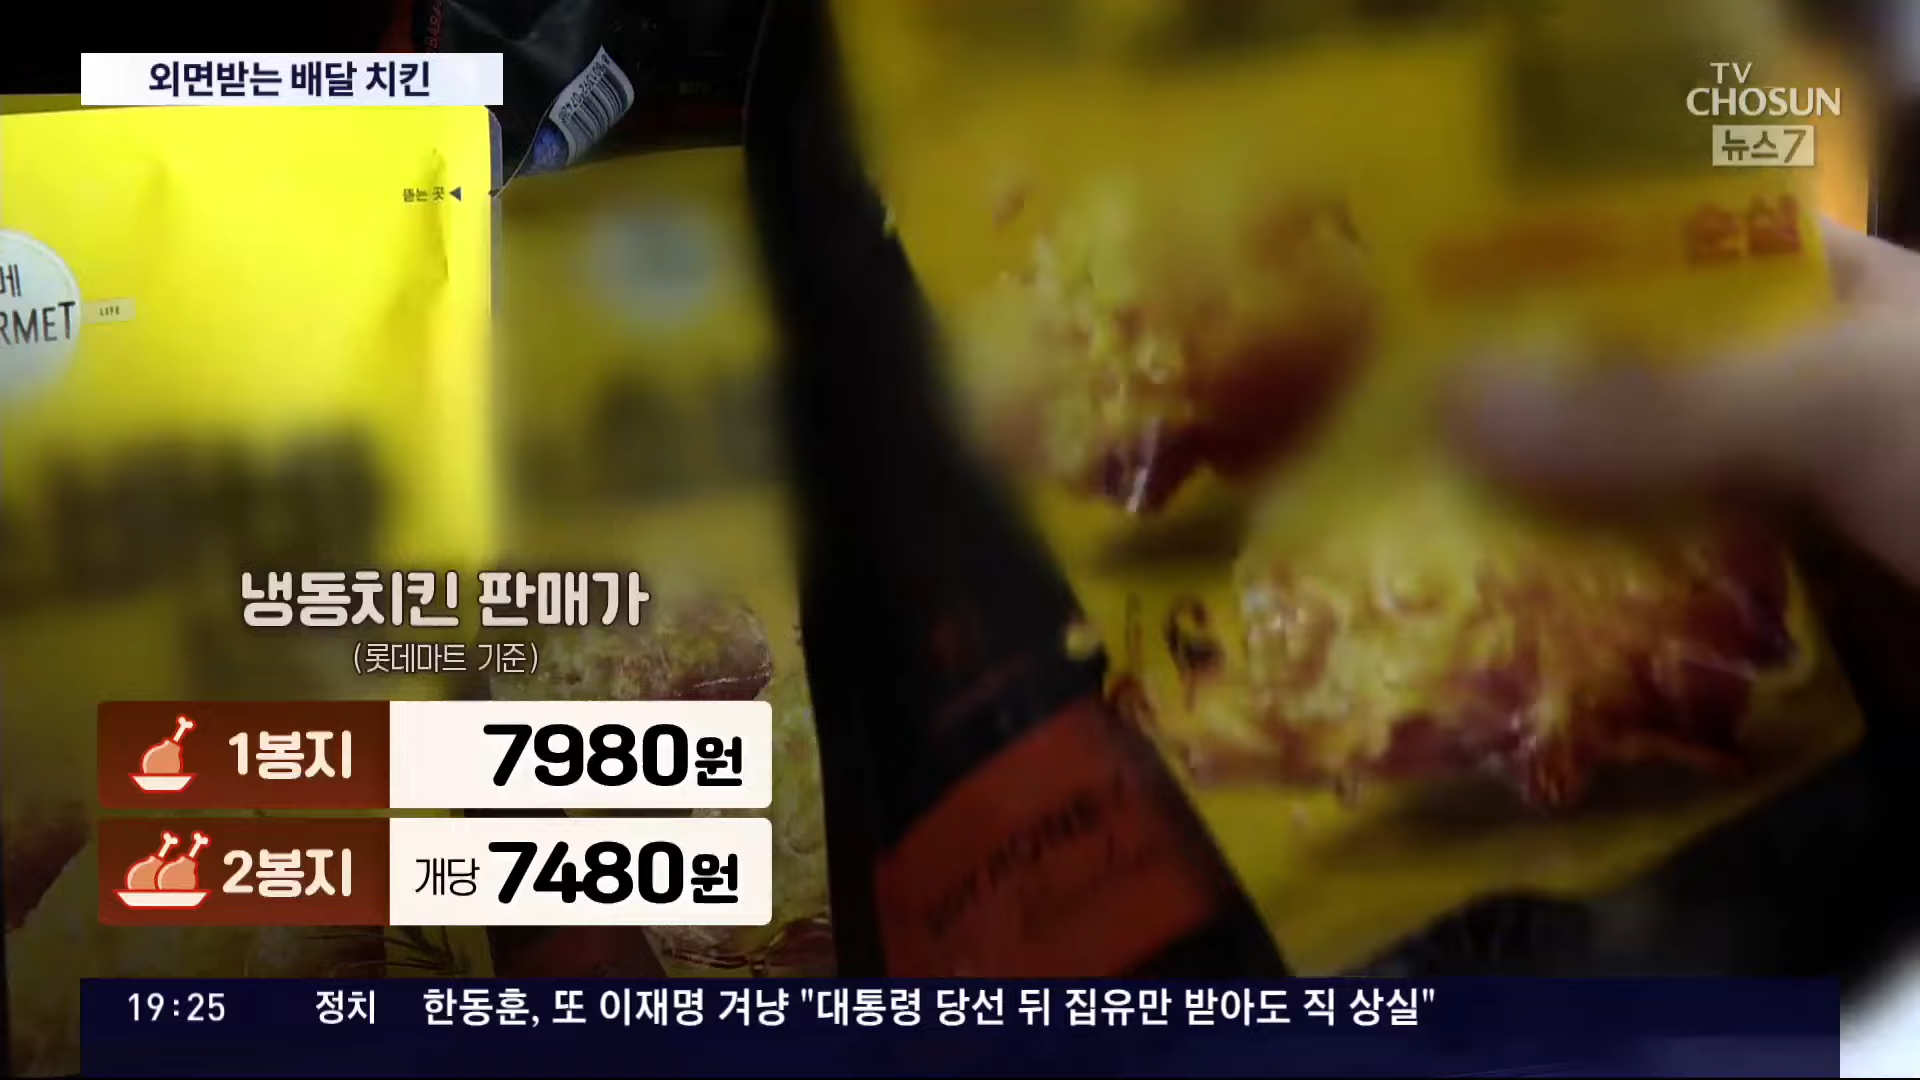 외면받는 배달 치킨
TV
CHOSUN
뉴스7
뜯는 곳
RMET
LIFE
순살
냉동치킨 판매가
(롯데마트 기준)
1봉지 7980원
2봉지 개당 7480원
19:25 정치 한동훈, 또 이재명 겨냥 "대통령 당선 뒤 집유만 받아도 직 상실"